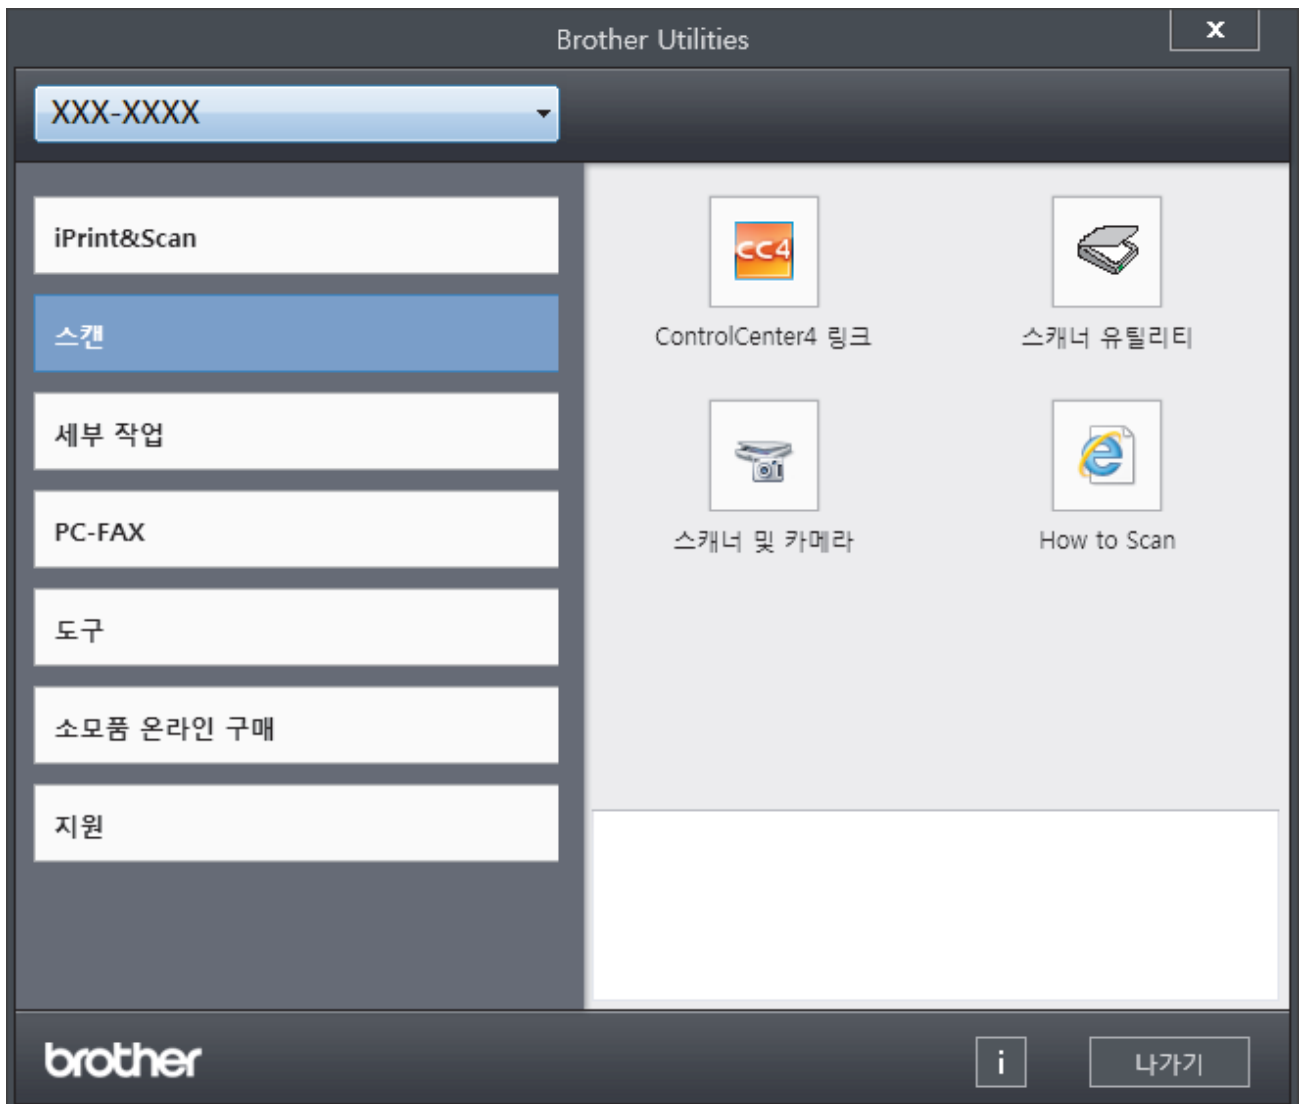 Brother Utilities
X
XXX-XXXX
iPrint&Scan
스캔
세부 작업
PC-FAX
도구
소모품 온라인 구매
지원
CC4
ControlCenter4 링크
스캐너 유틸리티
스캐너 및 카메라
How to Scan
brother
i
나가기